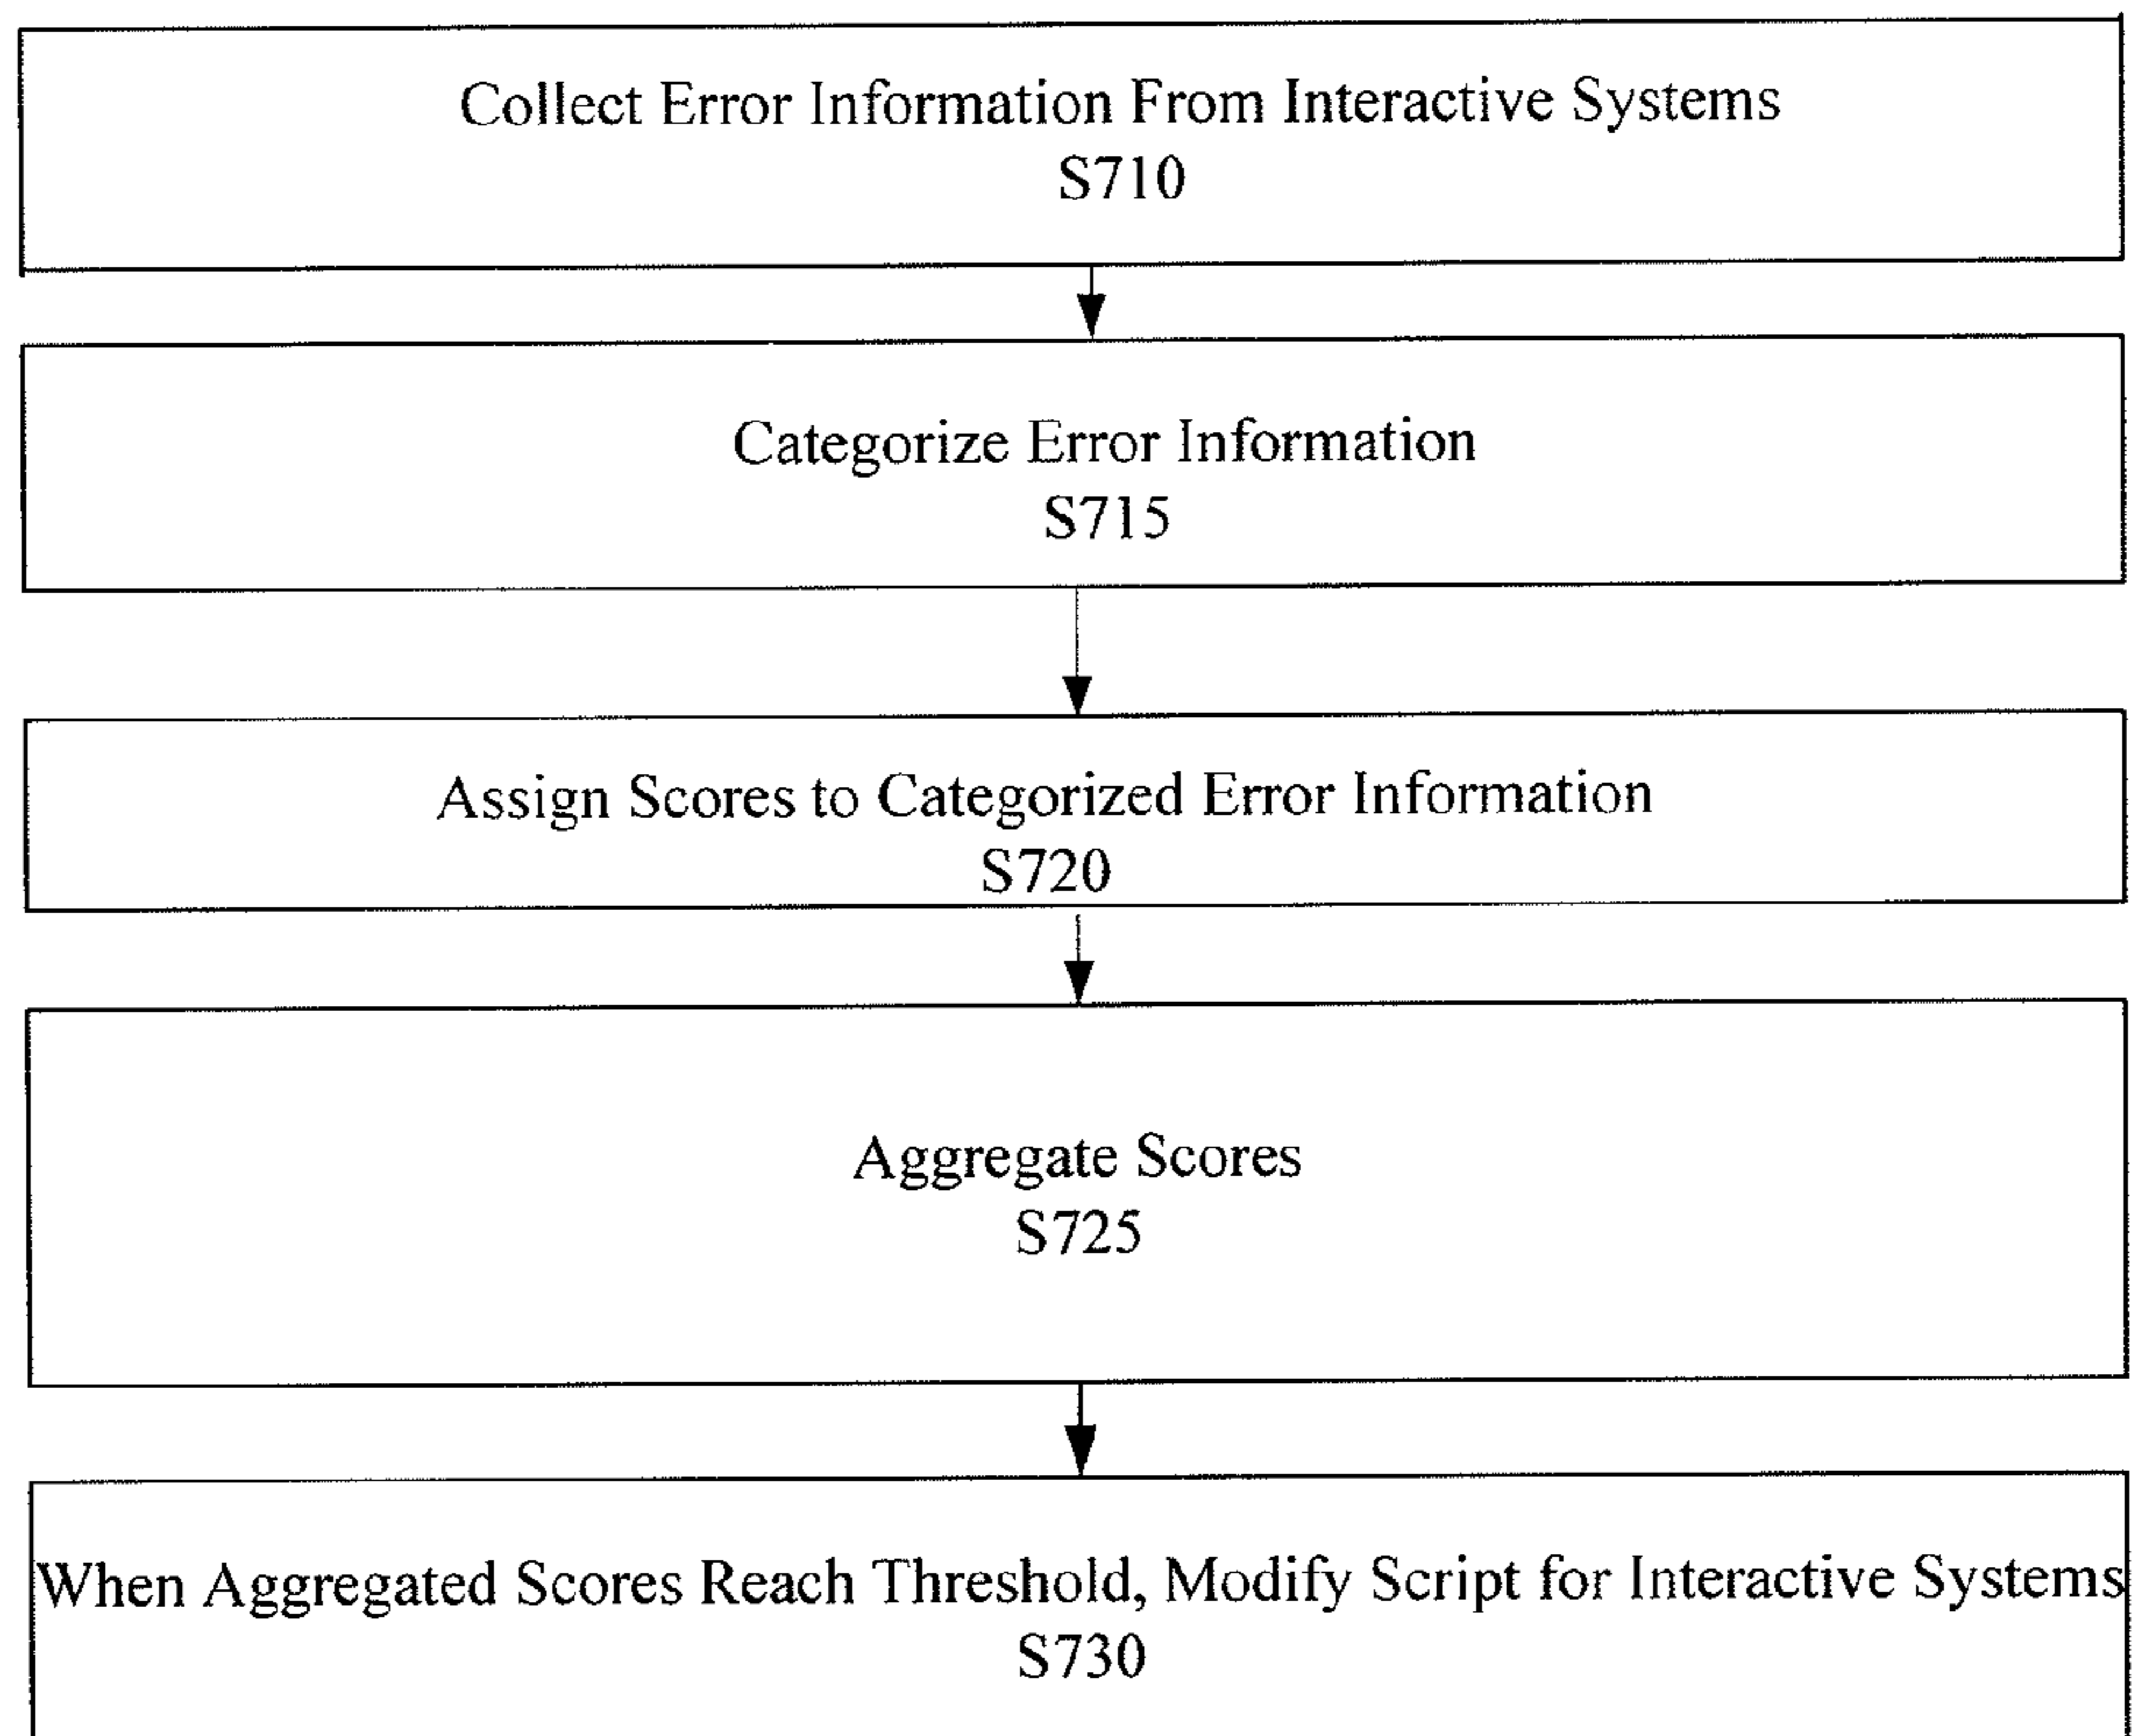 Collect Error Information From Interactive Systems
S710
Categorize Error Information
S715
Assign Scores to Categorized Error Information
S720
Aggregate Scores
S725
When Aggregated Scores Reach Threshold, Modify Script for Interactive Systems
S730